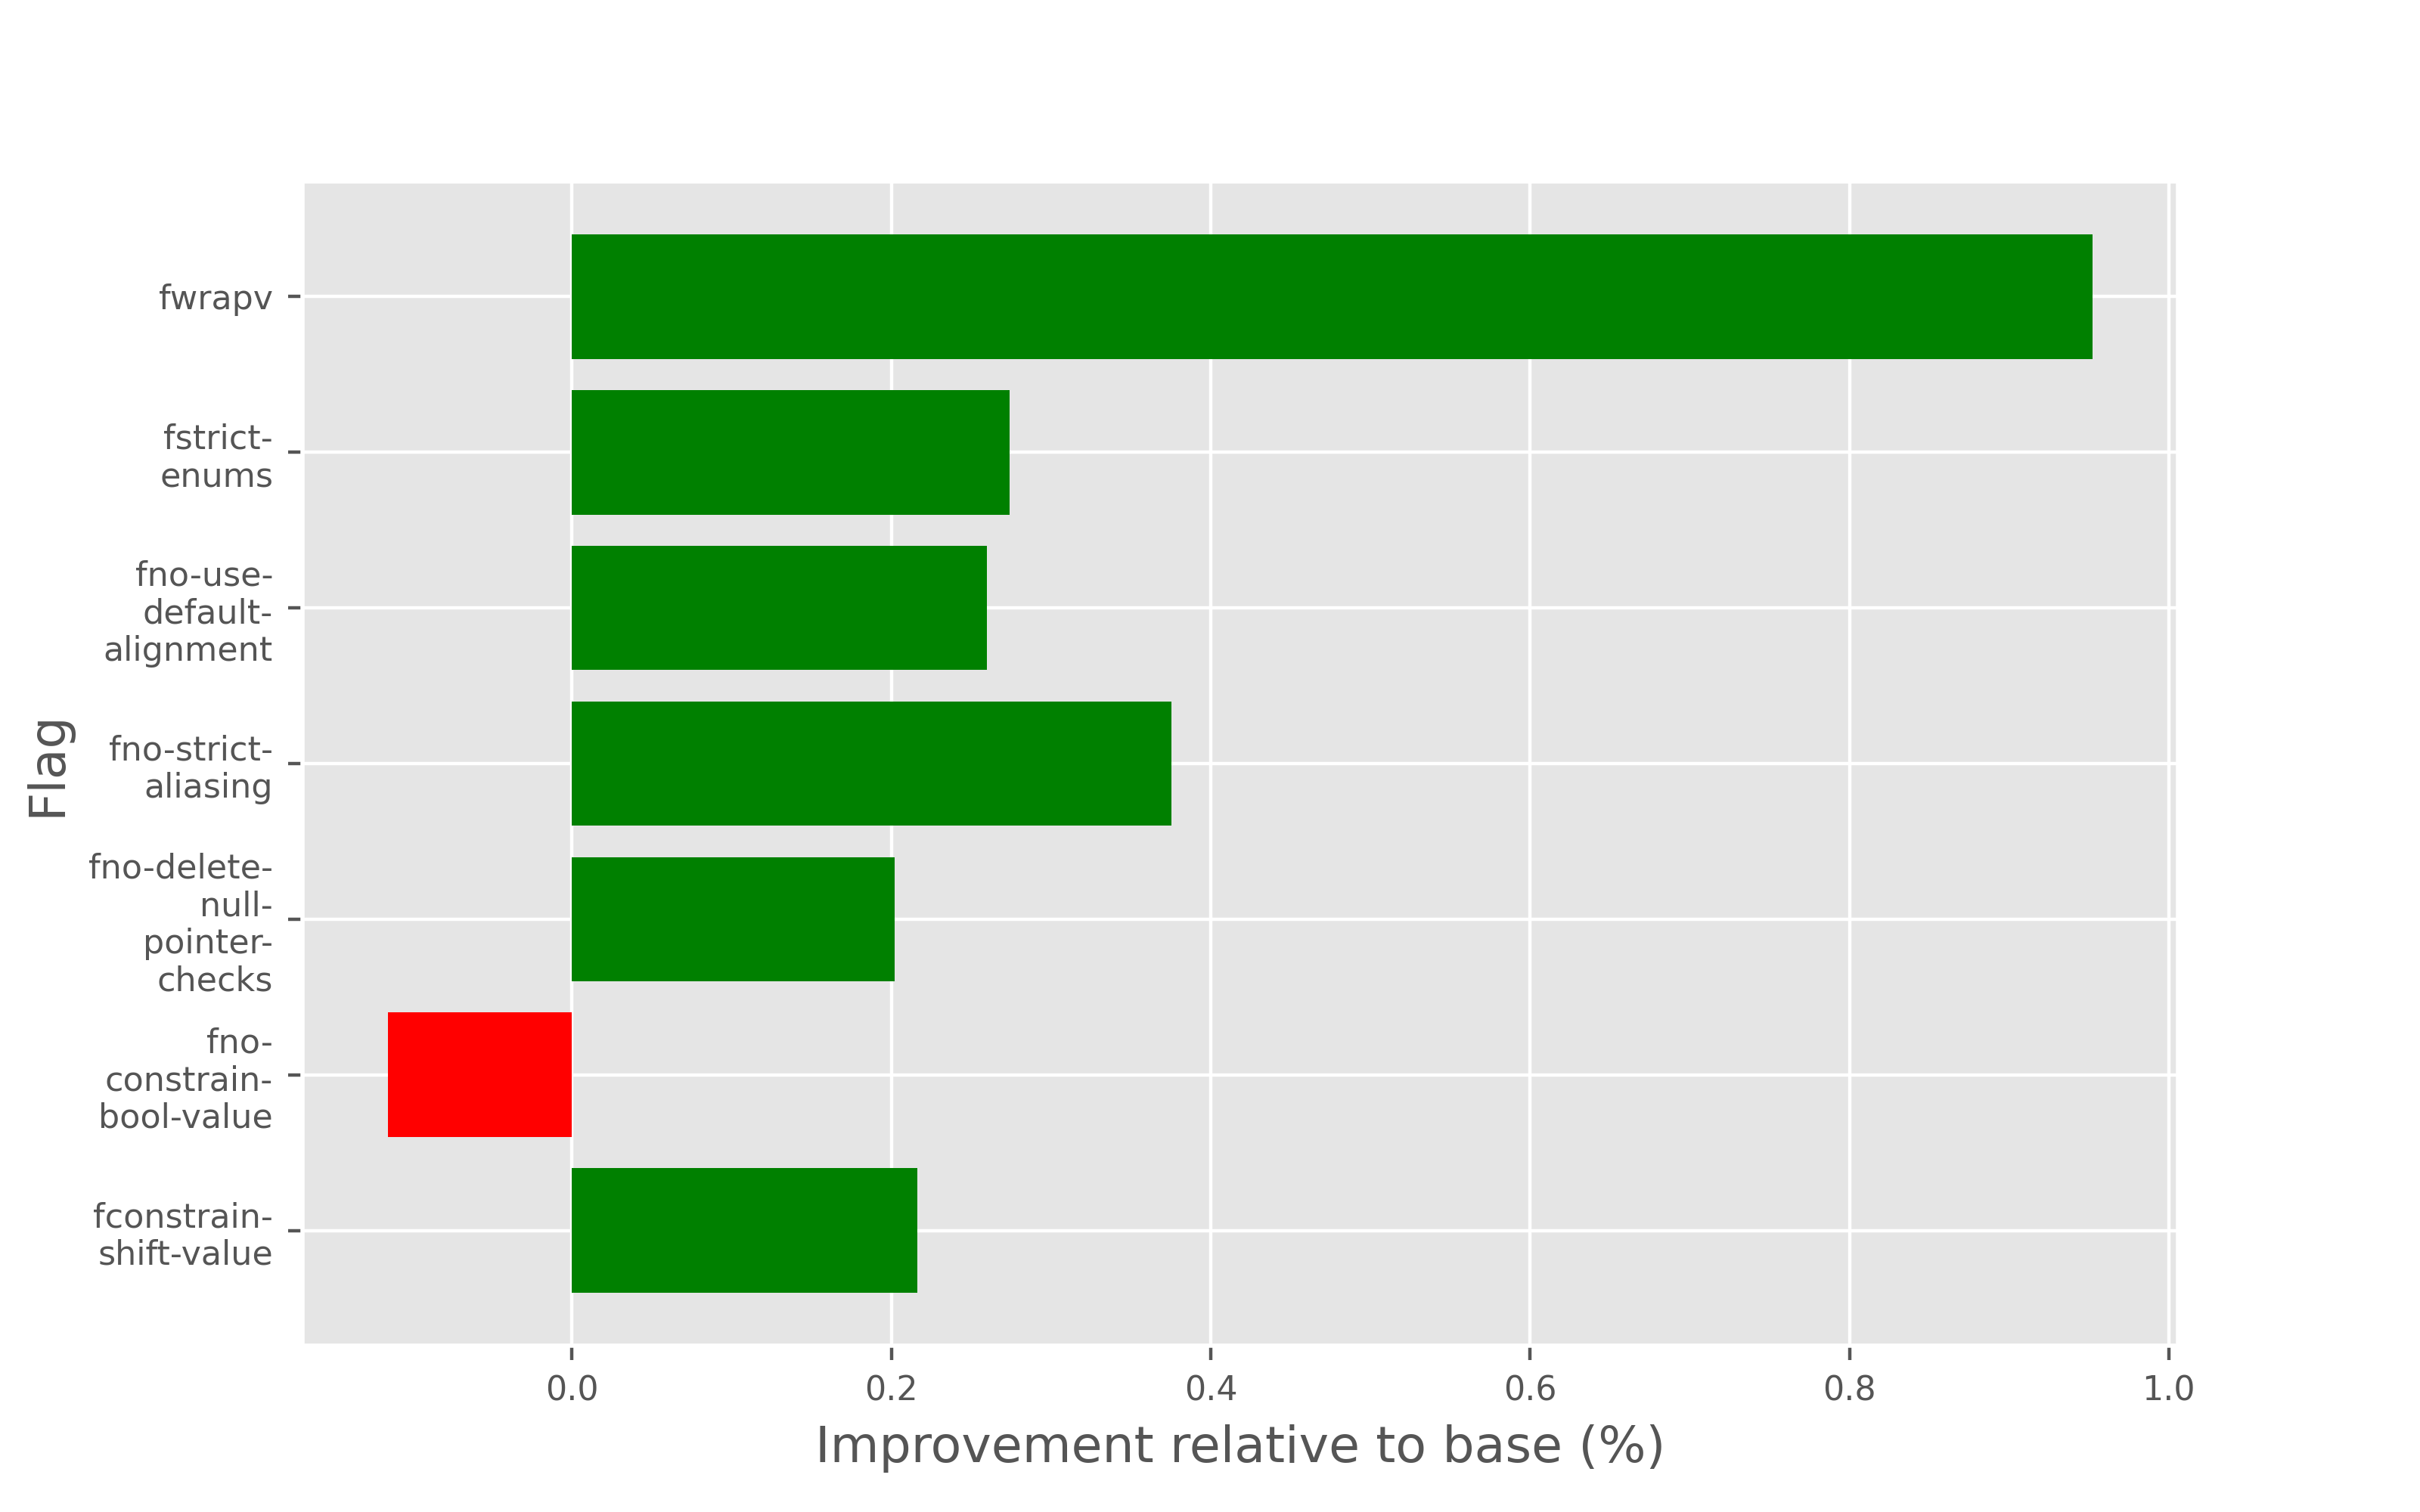 Flag
fwrapv
fstrict-
enums
fno-use-
default-
alignment
fno-strict-
aliasing
fno-delete-
null-
pointer-
checks
fno-
constrain-
bool-value
fconstrain-
shift-value
0.0 0.2 0.4 0.6 0.8 1.0
Improvement relative to base (%)